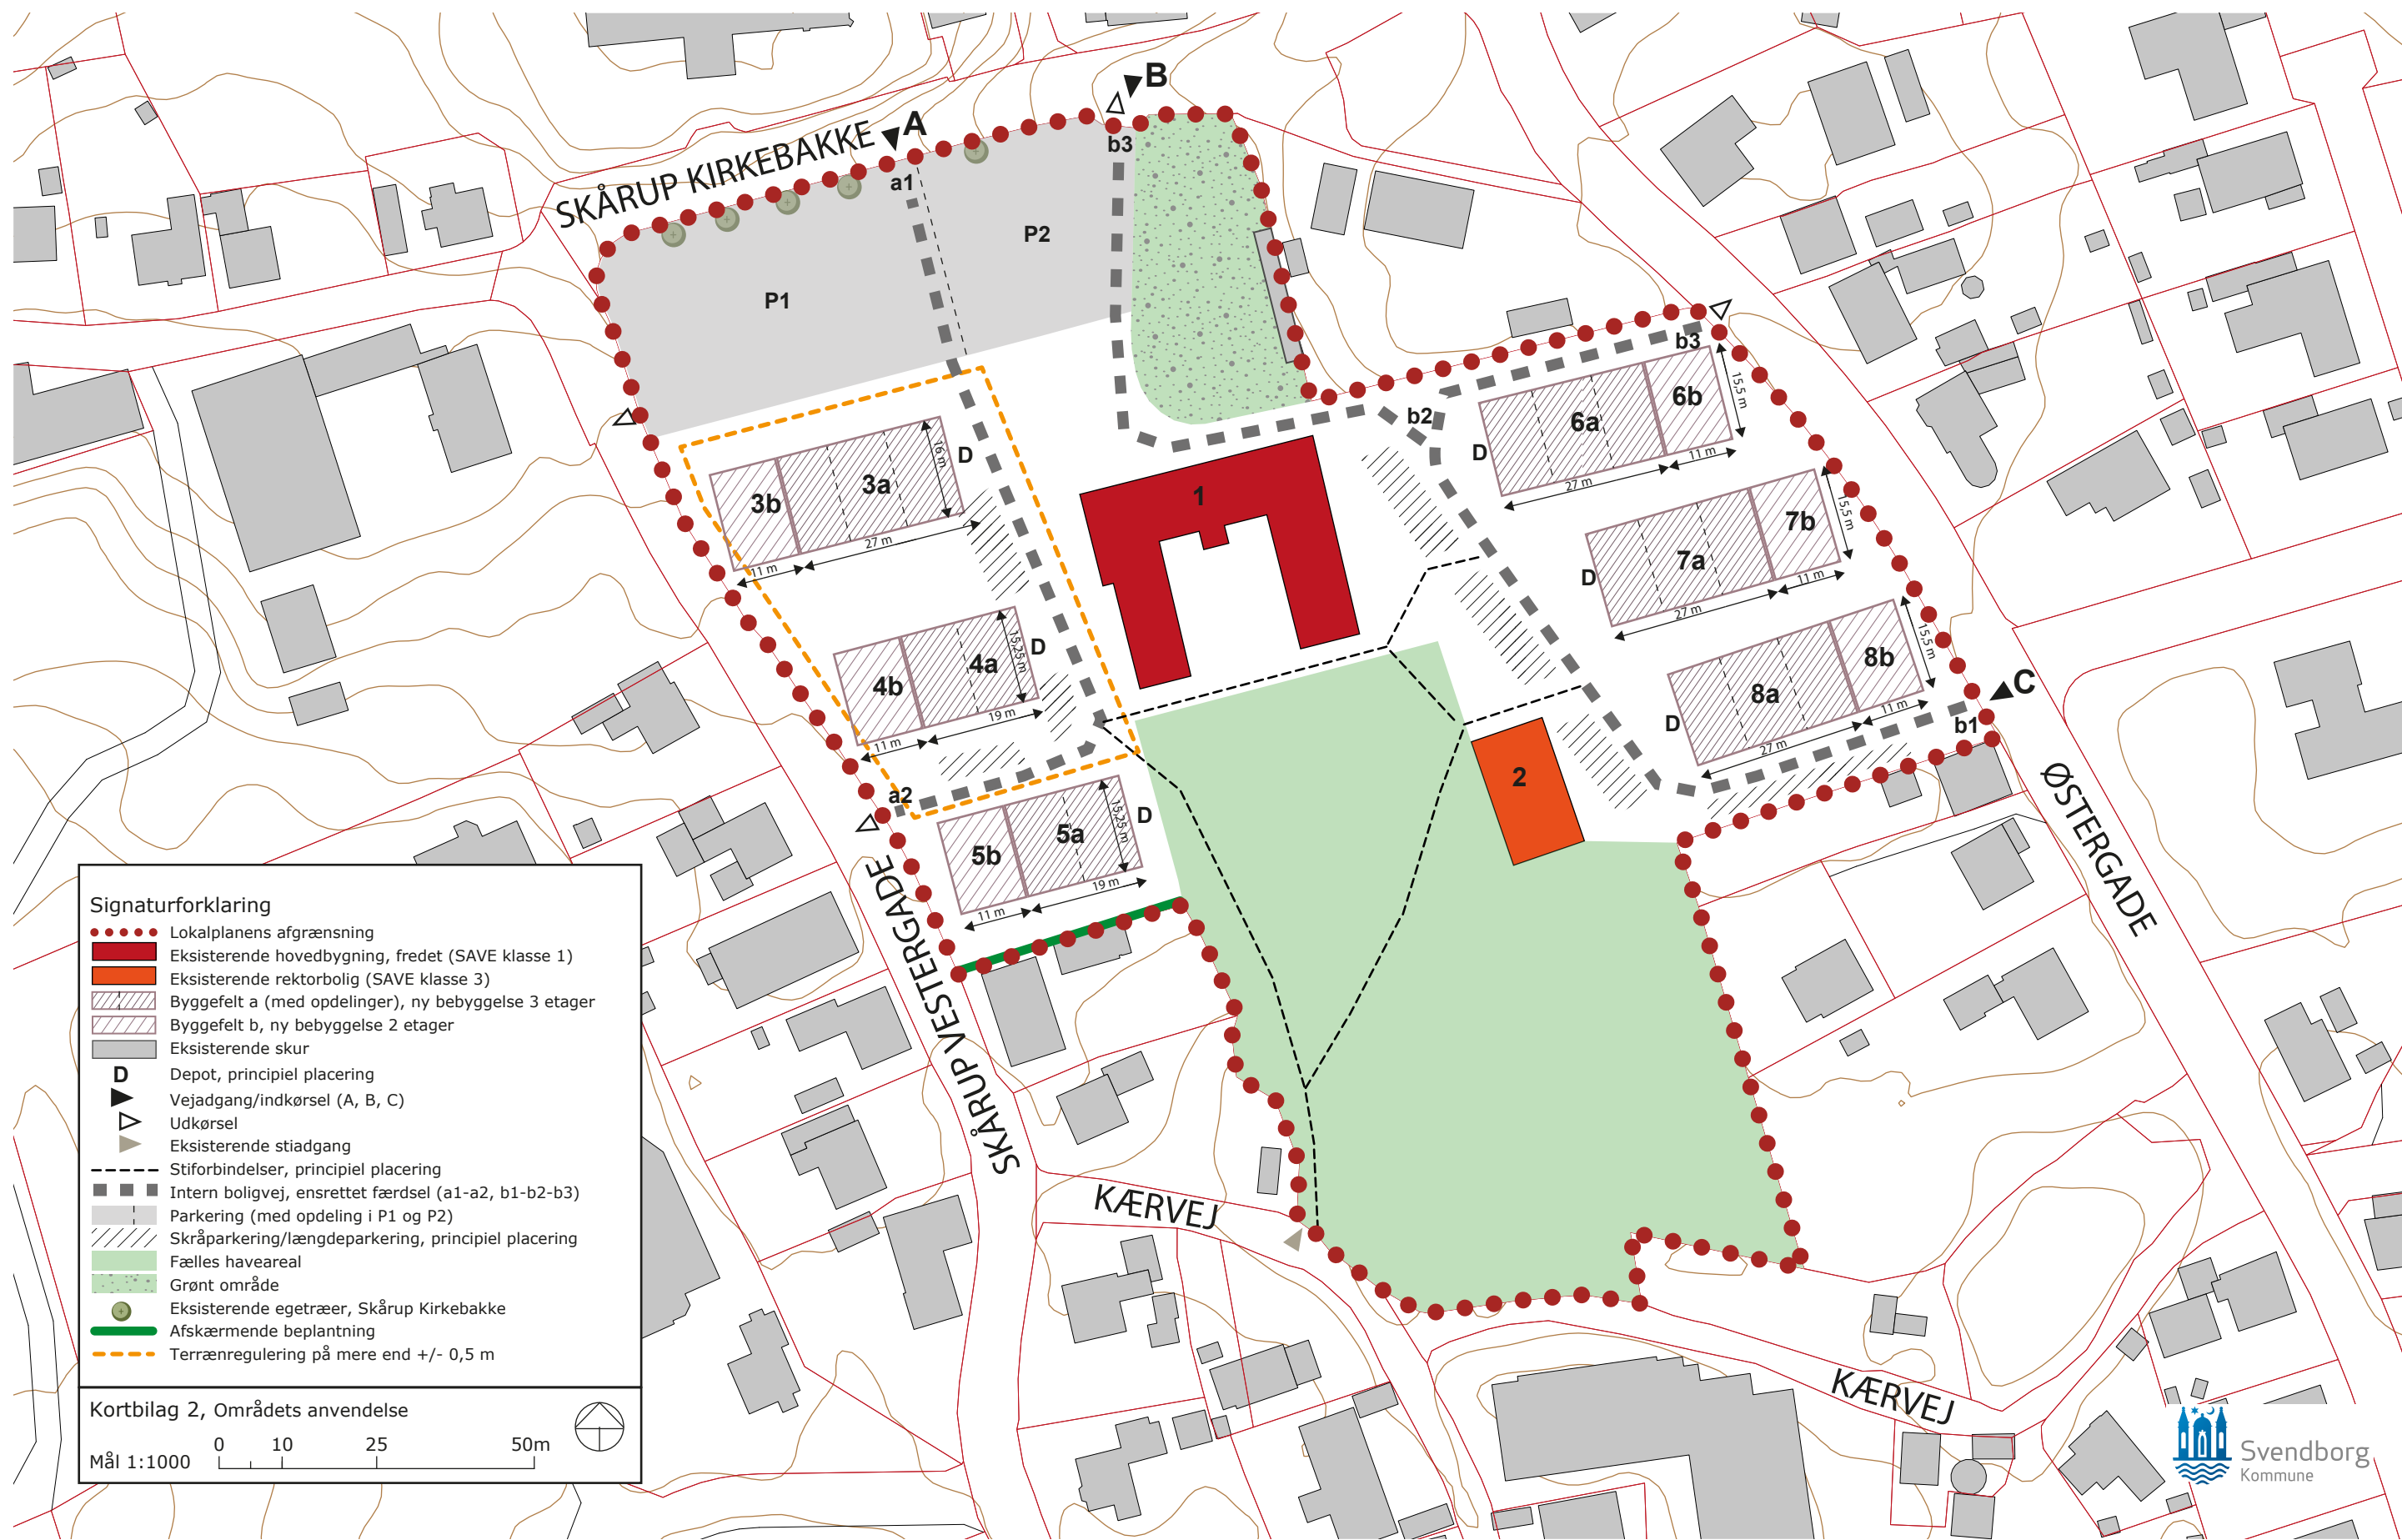 B
A
SKÅRUP KIRKEBAKKE
b3
a1
P2
P1
b3
6b
15,5 m
6a
b2
D
11 m
27 m
16 m
D
3a
3b
27 m
11 m
1
7b
15,5 m
7a
D
11 m
27 m
15,5 m
8b
8a
C
D
b1
11 m
27 m
15,25 m
D
4a
4b
19 m
11 m
2
a2
15,25 m
D
5a
5b
19 m
11 m
ØSTERGADE
SKÅRUP VESTERGADE
KÆRVEJ
KÆRVEJ
Signaturforklaring
Lokalplanens afgrænsning
Eksisterende hovedbygning, fredet (SAVE klasse 1)
Eksisterende rektorbolig (SAVE klasse 3)
Byggefelt a (med opdelinger), ny bebyggelse 3 etager
Byggefelt b, ny bebyggelse 2 etager
Eksisterende skur
D Depot, principiel placering
Vejadgang/indkørsel (A, B, C)
Udkørsel
Eksisterende stiadgang
Stiforbindelser, principiel placering
Intern boligvej, ensrettet færdsel (a1-a2, b1-b2-b3)
Parkering (med opdeling i P1 og P2)
Skråparkering/længdeparkering, principiel placering
Fælles haveareal
Grønt område
Eksisterende egetræer, Skårup Kirkebakke
Afskærmende beplantning
Terrænregulering på mere end +/- 0,5 m
Kortbilag 2, Områdets anvendelse
Mål 1:1000 0 10 25 50m
Svendborg
Kommune